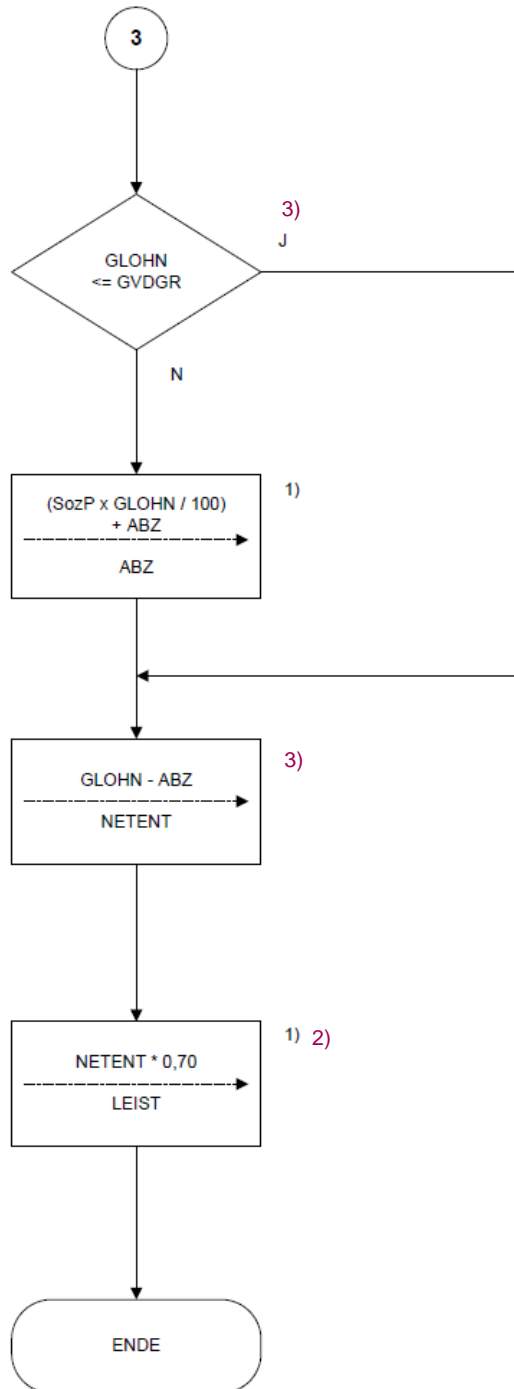 3
3)
J
GLOHN
<= GVDGR
N
(SozP x GLOHN / 100)
+ ABZ
ABZ
1)
GLOHN - ABZ
NETENT
3)
NETENT * 0,70
LEIST
1) 2)
ENDE